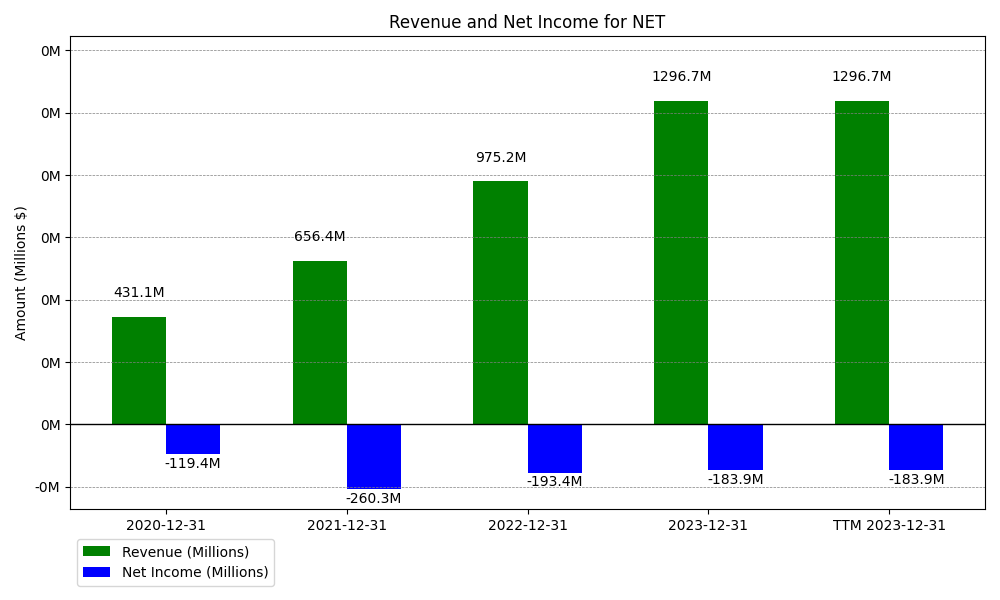 Revenue and Net Income for NET
Amount (Millions $)
0M
0M
0M
0M
0M
0M
0M
-0M
431.1M
656.4M
975.2M
1296.7M
1296.7M
-119.4M
-260.3M
-193.4M
-183.9M
-183.9M
2020-12-31
2021-12-31
2022-12-31
2023-12-31
TTM 2023-12-31
Revenue (Millions)
Net Income (Millions)